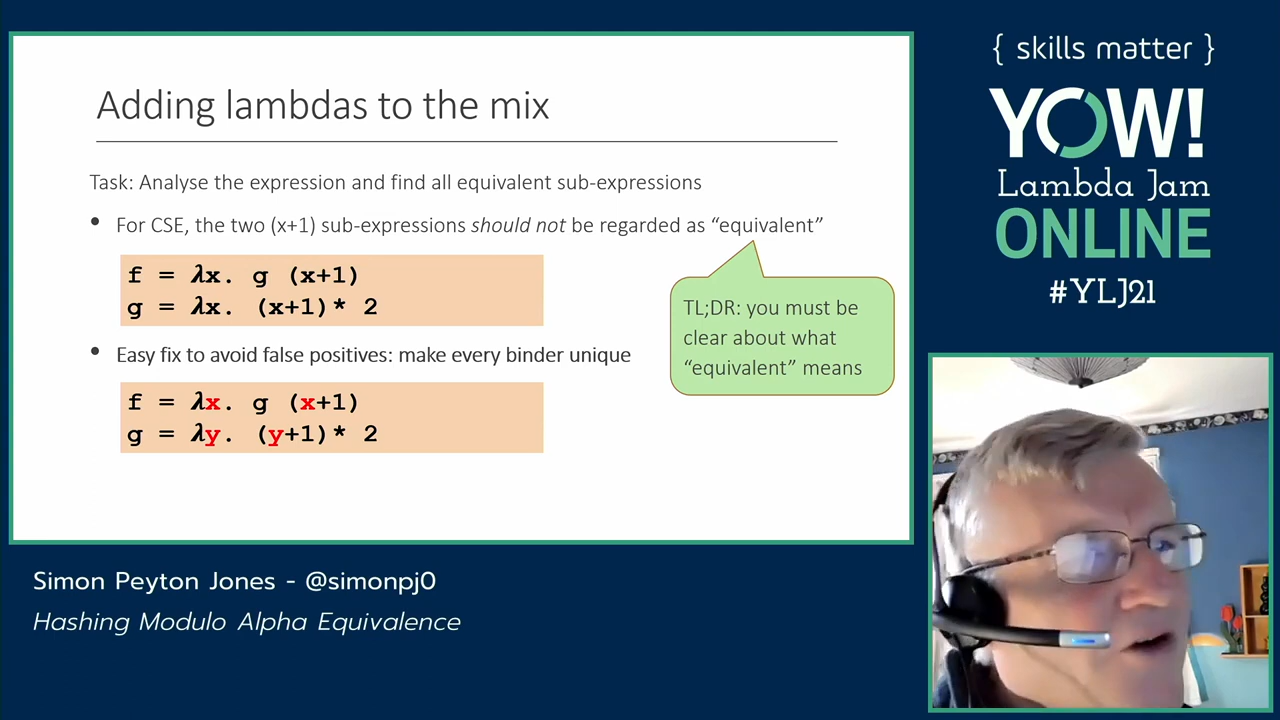 Adding lambdas to the mix
Task: Analyse the expression and find all equivalent sub-expressions
• For CSE, the two (x+1) sub-expressions should not be regarded as “equivalent”
f = λx. g (x+1)
g = λx. (x+1)* 2
TL;DR: you must be
clear about what
“equivalent” means
• Easy fix to avoid false positives: make every binder unique
f = λx. g (x+1)
g = λy. (y+1)* 2
{ skills matter }
YOW!
Lambda Jam
ONLINE
#YLJ21
Simon Peyton Jones - @simonpj0
Hashing Modulo Alpha Equivalence